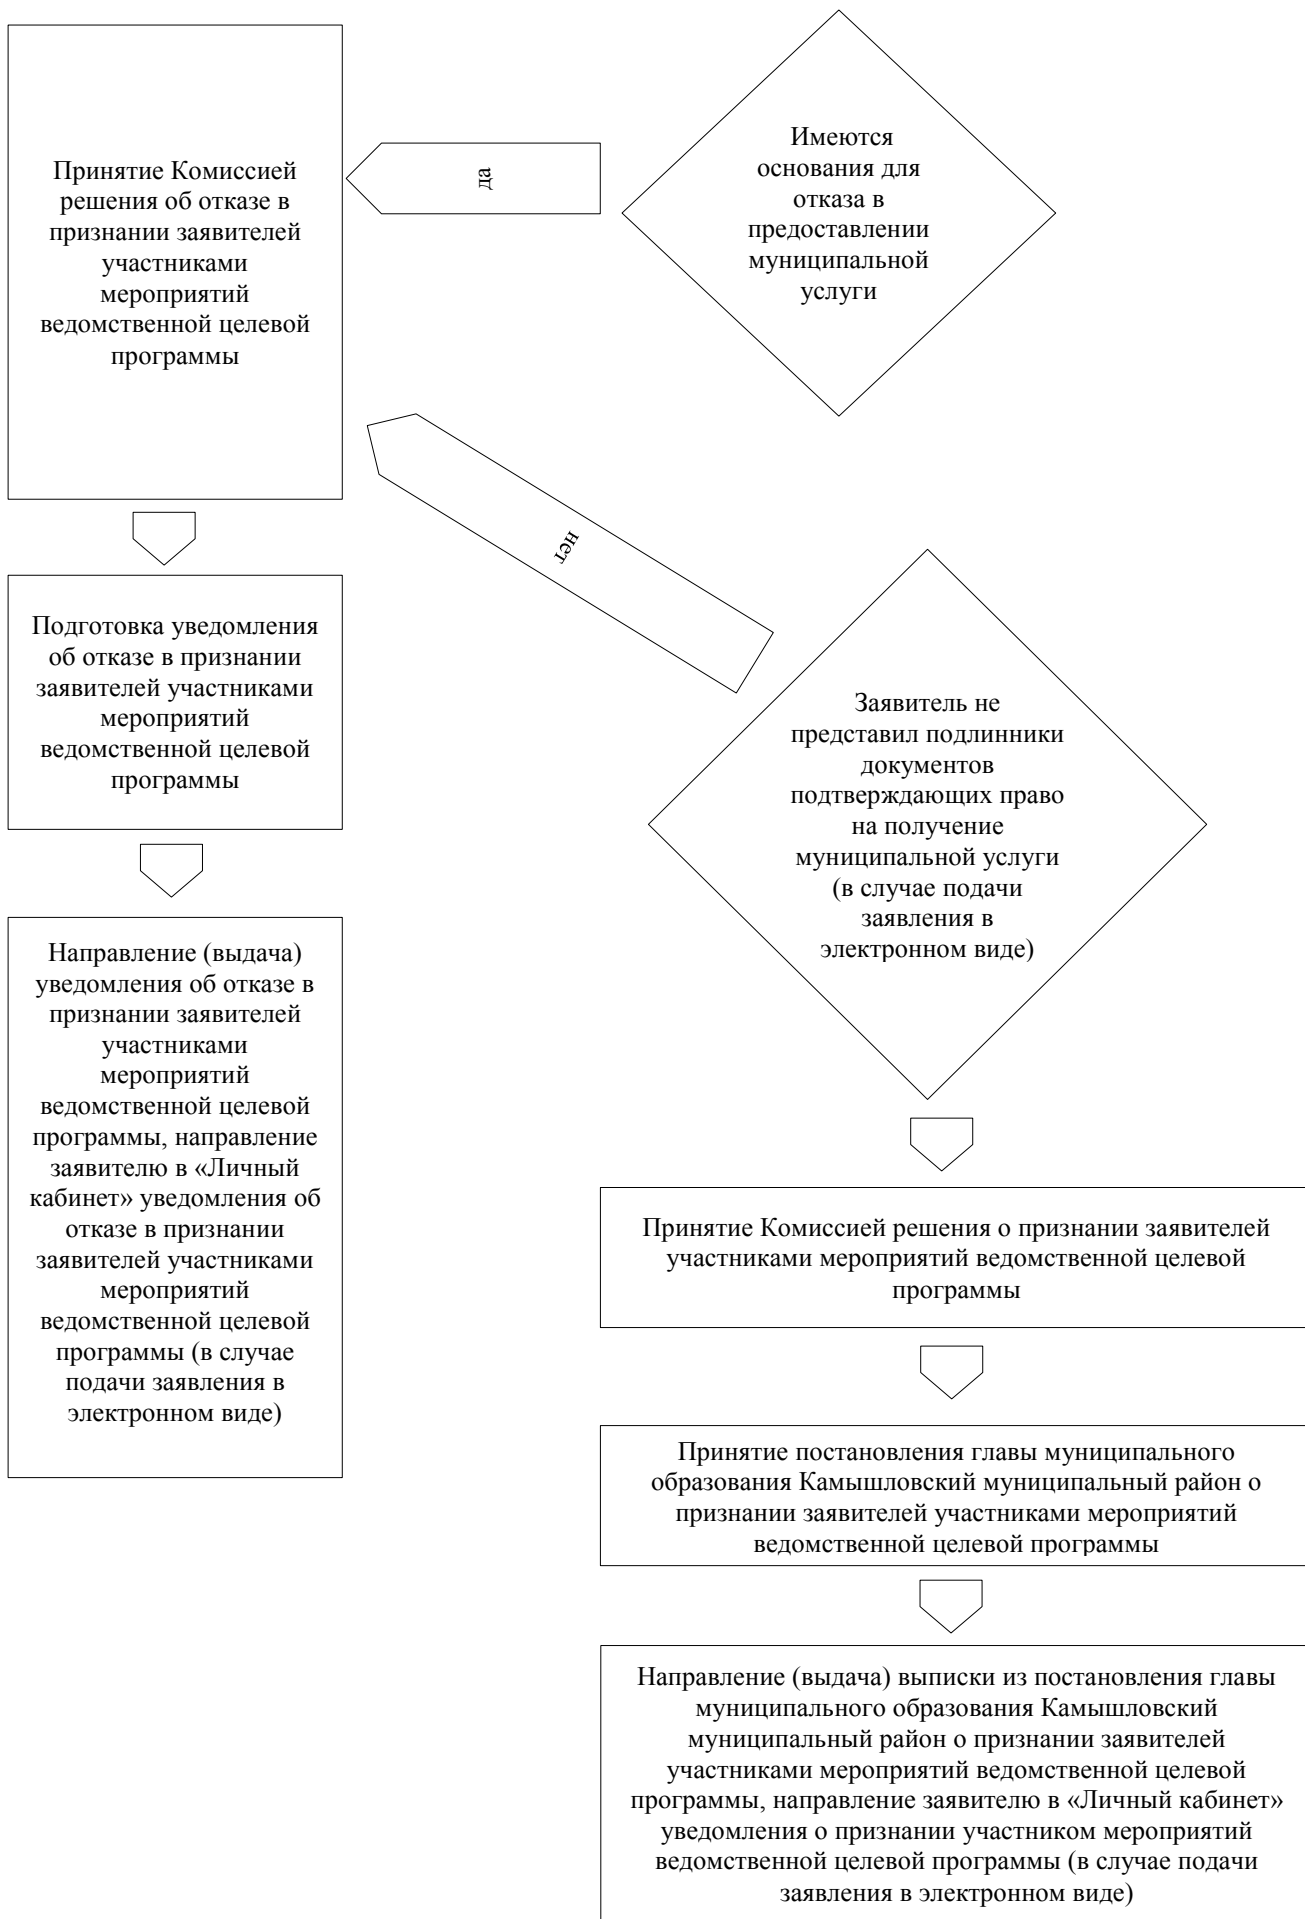 Принятие Комиссией
решения об отказе в
признании заявителей
участниками
мероприятий
ведомственной целевой
программы
да
Имеются
основания для
отказа в
предоставлении
муниципальной
услуги
нет
Подготовка уведомления
об отказе в признании
заявителей участниками
мероприятий
ведомственной целевой
программы
Заявитель не
представил подлинники
документов
подтверждающих право
на получение
муниципальной услуги
(в случае подачи
заявления в
электронном виде)
Направление (выдача)
уведомления об отказе в
признании заявителей
участниками
мероприятий
ведомственной целевой
программы, направление
заявителю в «Личный
кабинет» уведомления об
отказе в признании
заявителей участниками
мероприятий
ведомственной целевой
программы (в случае
подачи заявления в
электронном виде)
Принятие Комиссией решения о признании заявителей
участниками мероприятий ведомственной целевой
программы
Принятие постановления главы муниципального
образования Камышловский муниципальный район о
признании заявителей участниками мероприятий
ведомственной целевой программы
Направление (выдача) выписки из постановления главы
муниципального образования Камышловский
муниципальный район о признании заявителей
участниками мероприятий ведомственной целевой
программы, направление заявителю в «Личный кабинет»
уведомления о признании участником мероприятий
ведомственной целевой программы (в случае подачи
заявления в электронном виде)